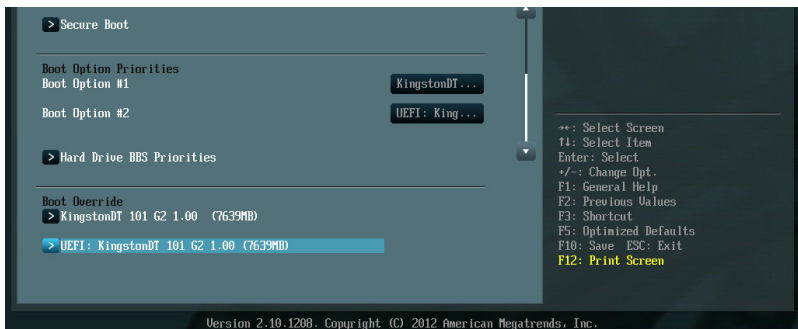 > Secure Boot
Boot Option Priorities
Boot Option #1 KingstonDT...
Boot Option #2 UEFI: King...
> Hard Drive BBS Priorities
Boot Override
> KingstonDT 101 G2 1.00 (7639MB)
> UEFI: KingstonDT 101 G2 1.00 (7639MB)
→←: Select Screen
↑↓: Select Item
Enter: Select
+/-: Change Opt.
F1: General Help
F2: Previous Values
F3: Shortcut
F5: Optimized Defaults
F10: Save ESC: Exit
F12: Print Screen
Version 2.10.1208. Copyright (C) 2012 American Megatrends, Inc.